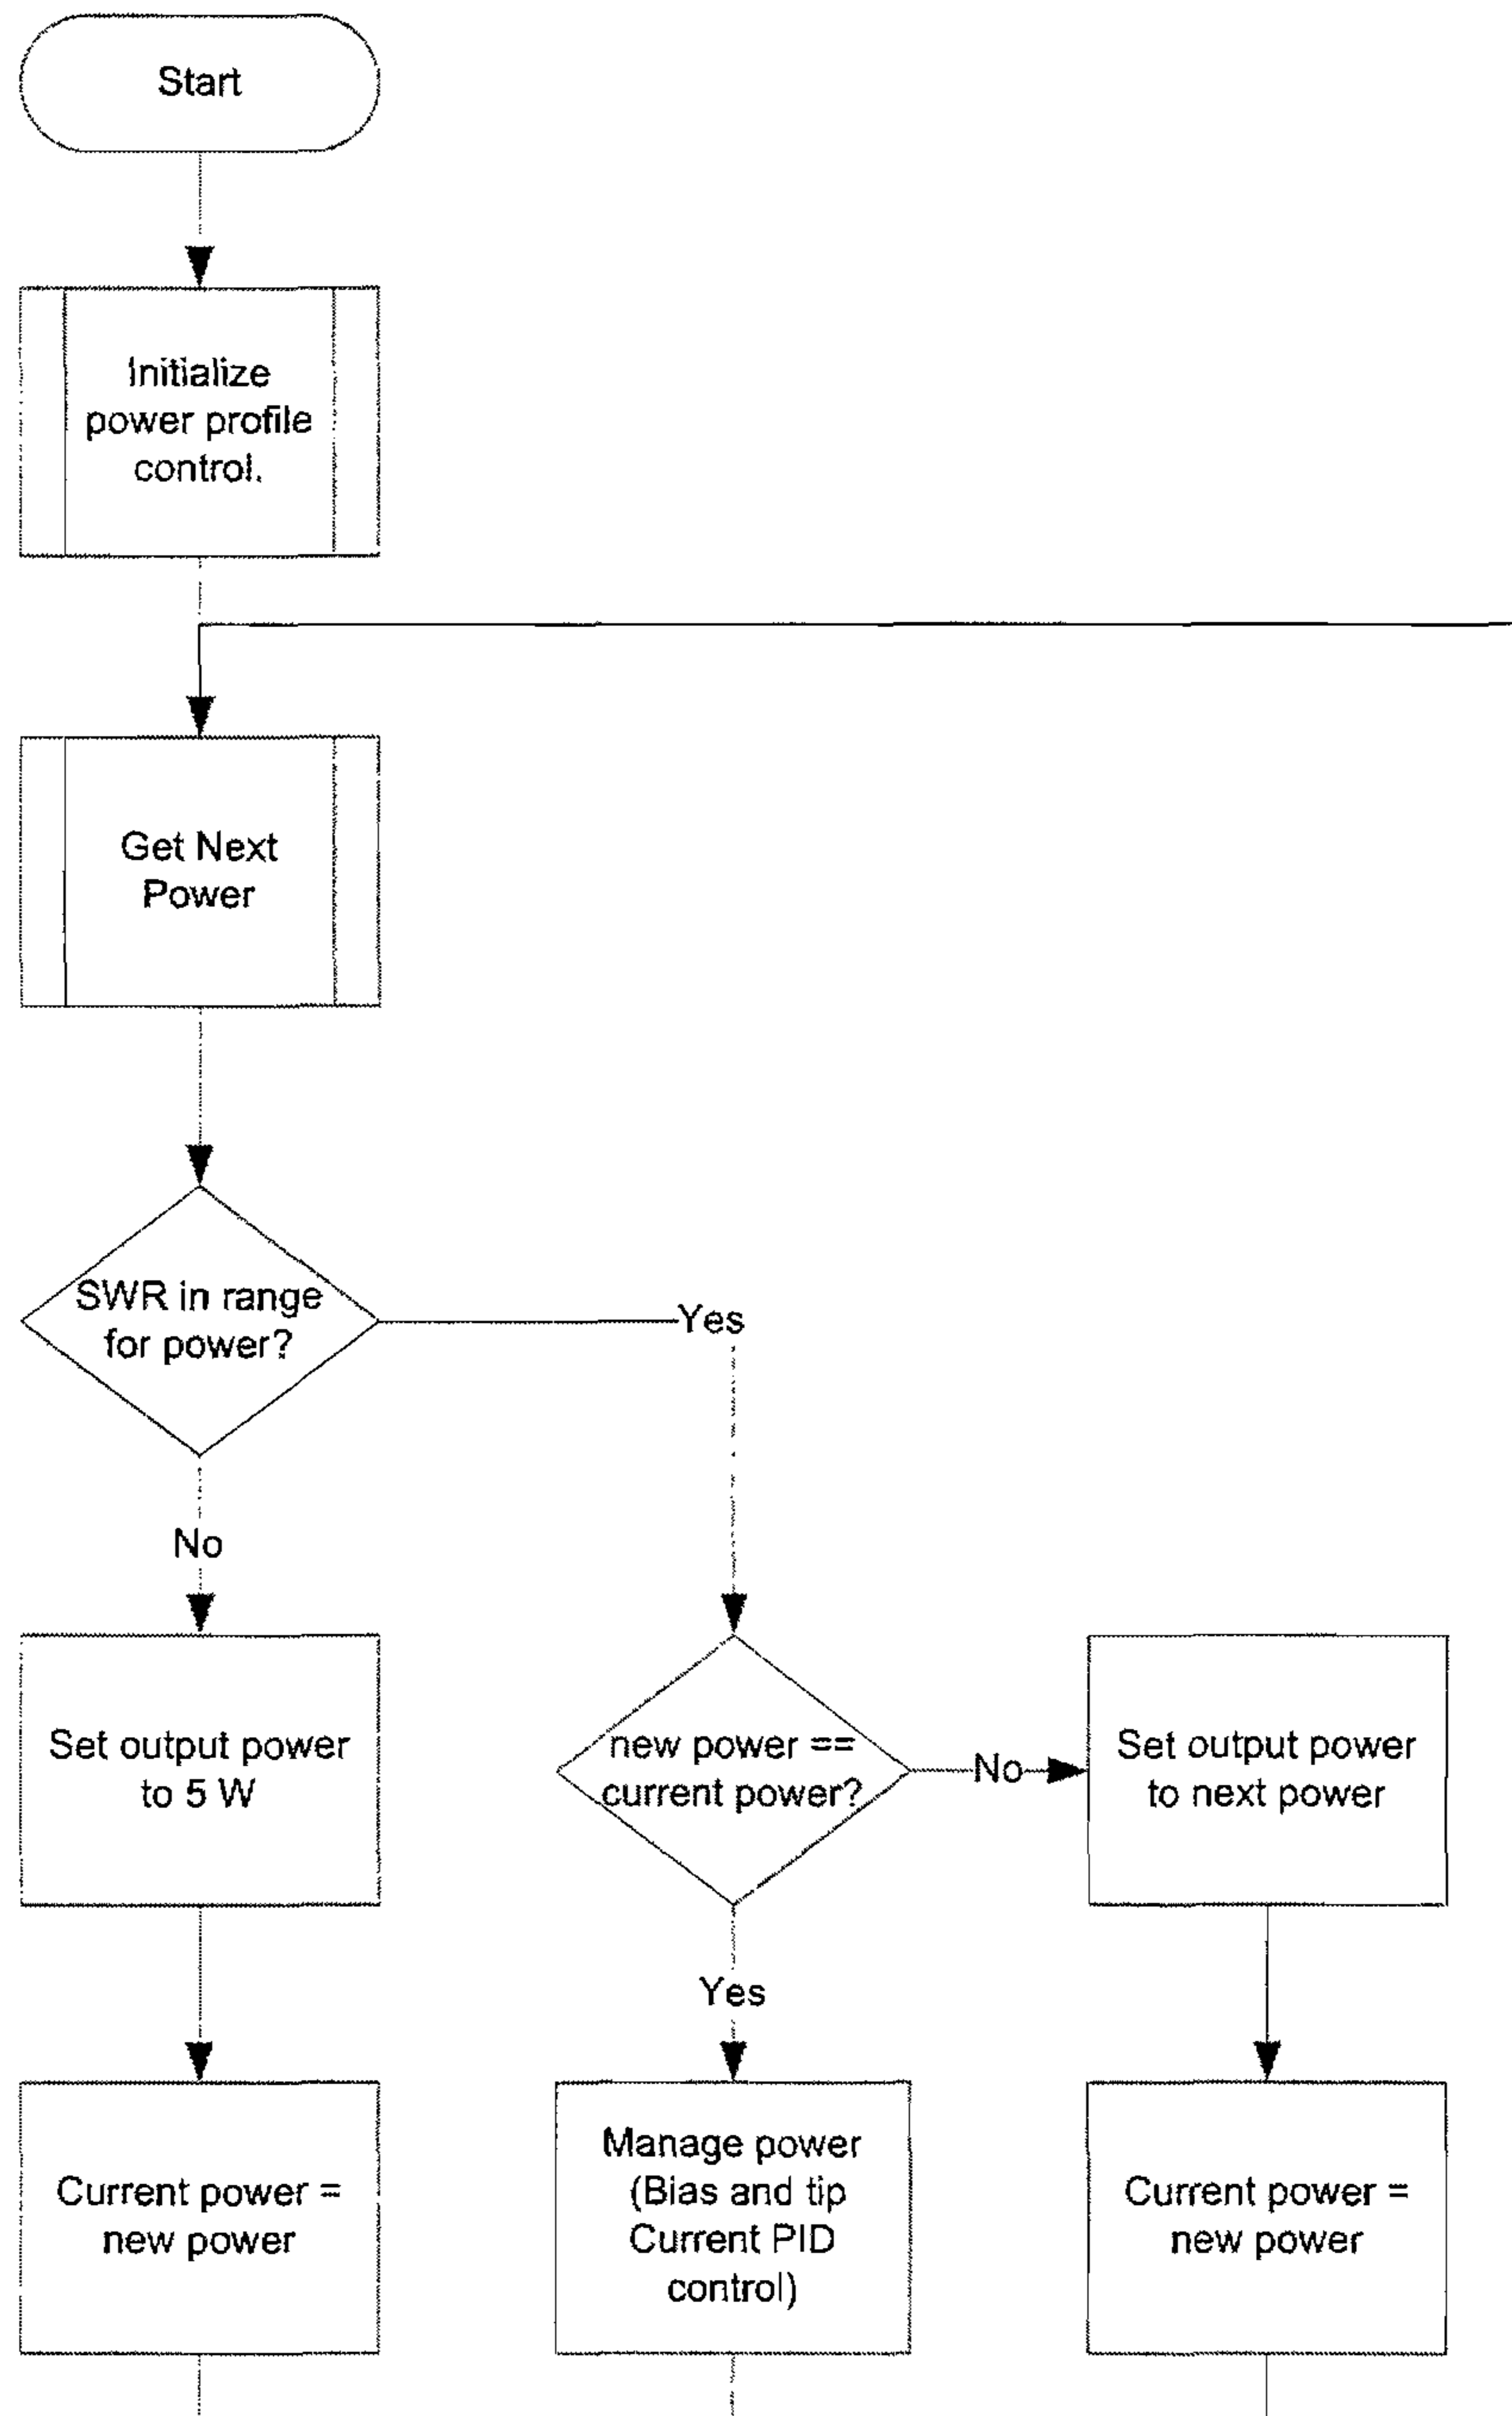 Start
Initialize
power profile
control.
Get Next
Power
SWR in range
for power?
Yes
No
Set output power
to 5 W
new power ==
current power?
No
Set output power
to next power
Yes
Current power =
new power
Manage power
(Bias and tip
Current PID
control)
Current power =
new power